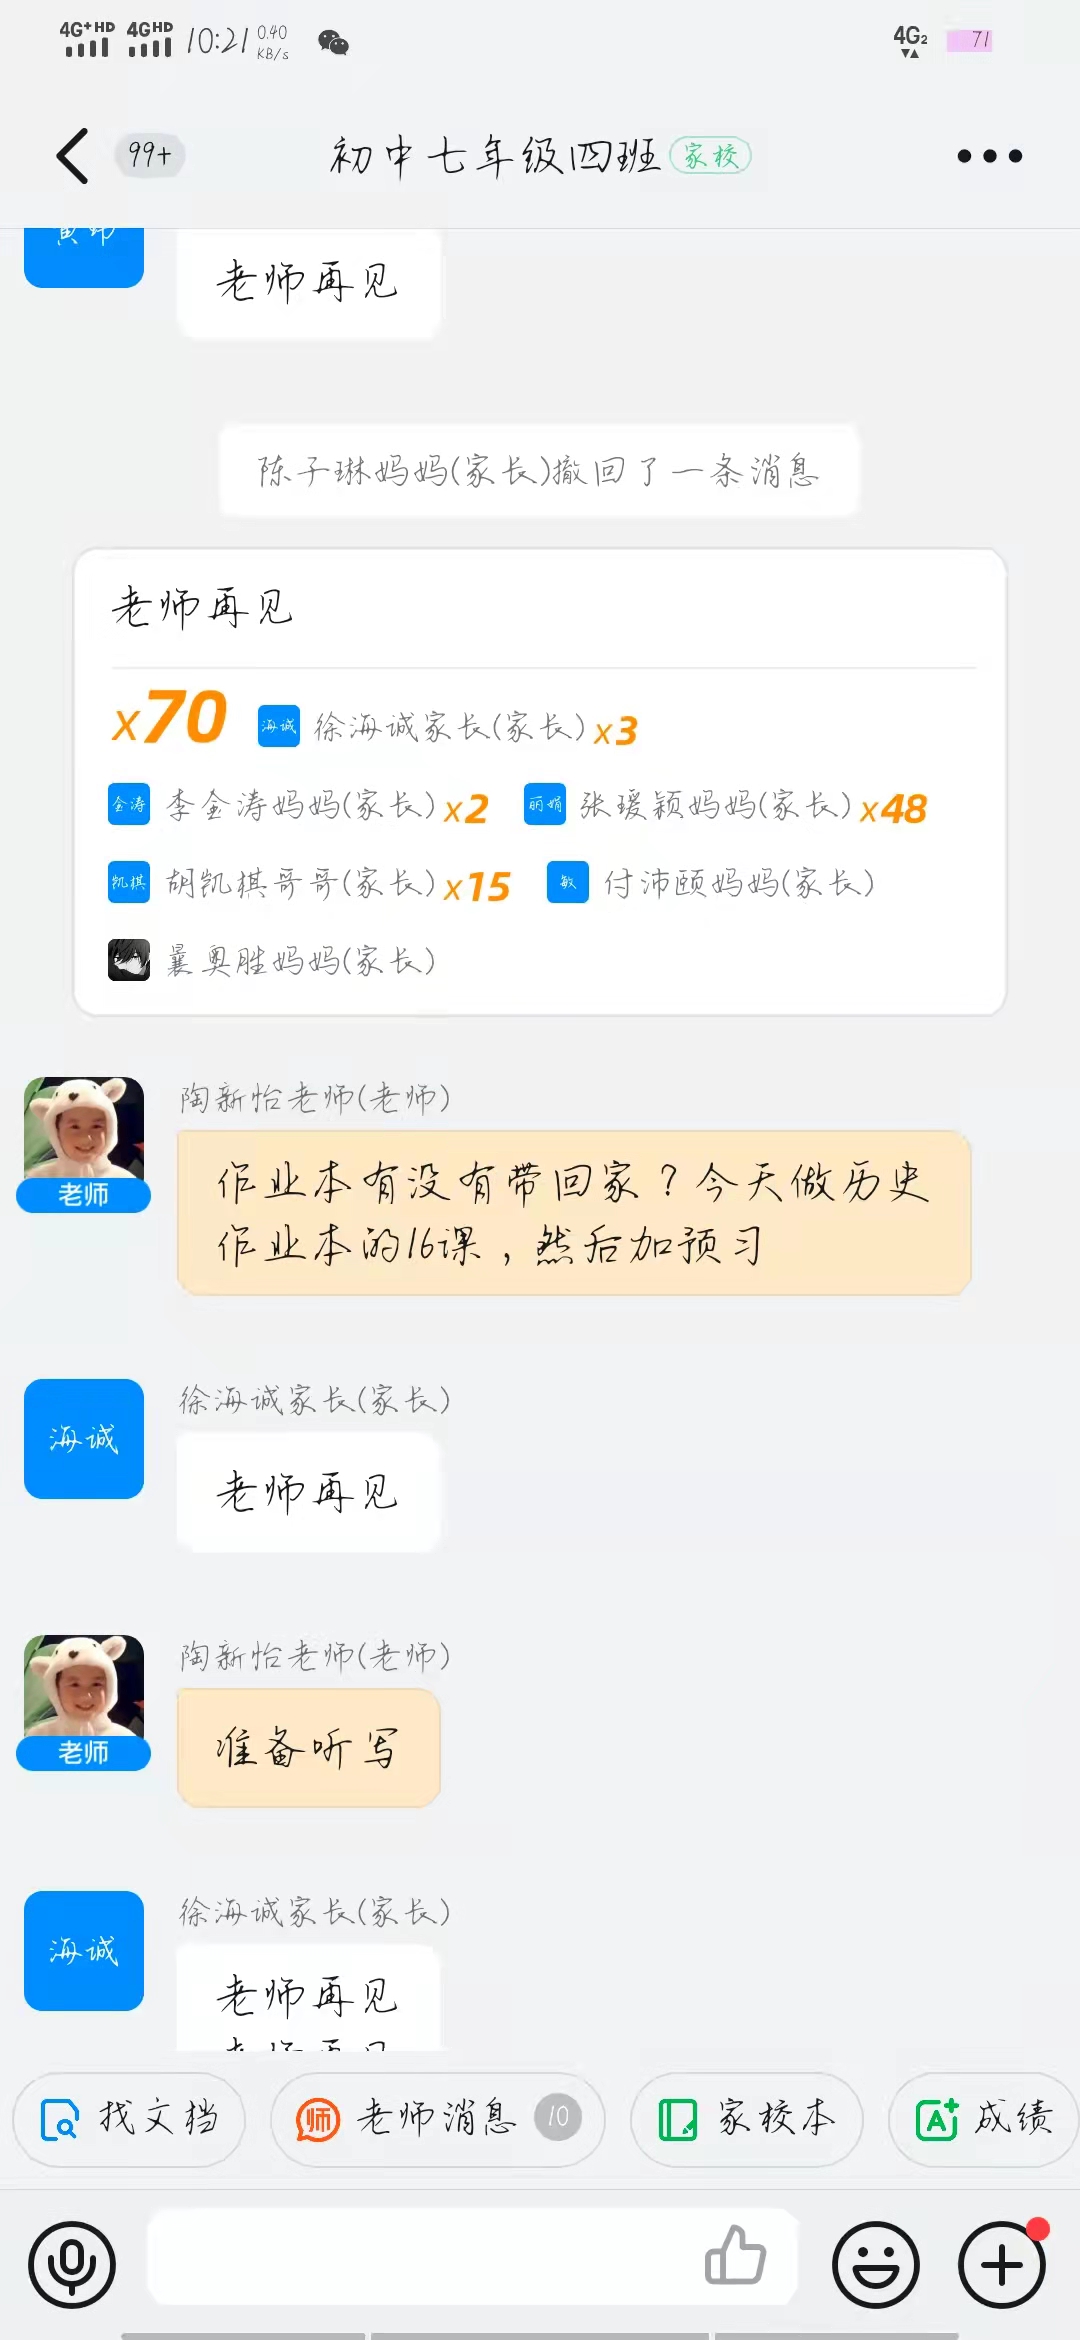 4G+HD 4GHD 10:21 0.40 KB/s 4G2 71
99+ 初中七年级四班 家校
老师再见
陈子琳妈妈(家长)撤回了一条消息
老师再见
x70 海诚 徐海诚家长(家长) x3
金涛 李金涛妈妈(家长) x2 丽娟 张瑷颖妈妈(家长) x48
凯棋 胡凯棋哥哥(家长) x15 敏 付沛颐妈妈(家长)
奥胜妈妈(家长)
陶新怡老师(老师)
老师
作业本有没有带回家？今天做历史
作业本的16课，然后加预习
徐海诚家长(家长)
海诚
老师再见
陶新怡老师(老师)
老师
准备听写
徐海诚家长(家长)
海诚
老师再见
老师再见
找文档 师 老师消息 10 家校本 A+ 成绩